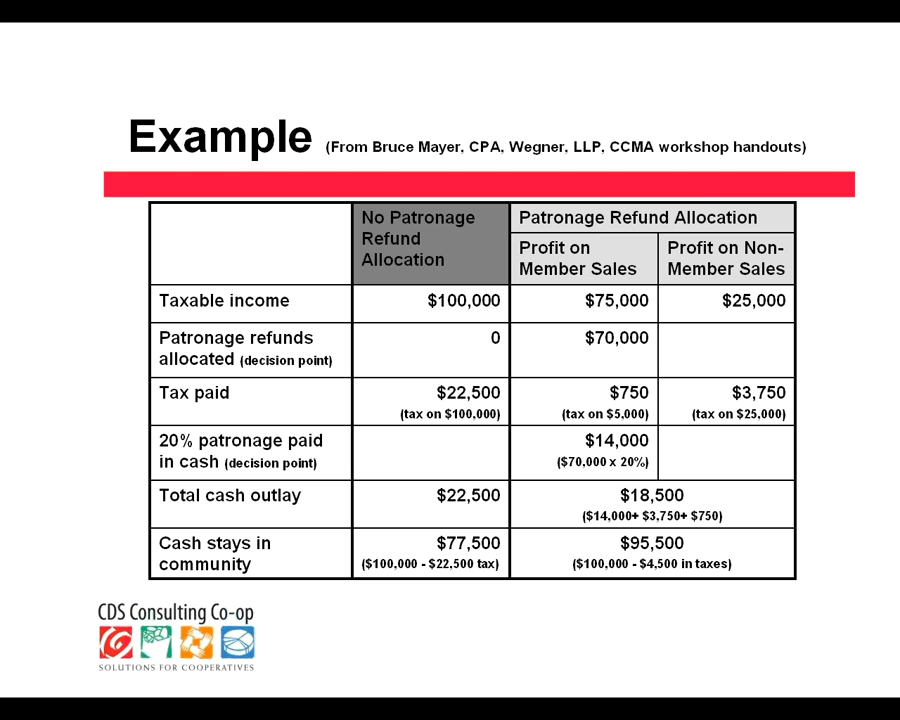 Example (From Bruce Mayer, CPA, Wegner, LLP, CCMA workshop handouts)
No Patronage
Refund
Allocation
Patronage Refund Allocation
Profit on
Member Sales
Profit on Non-
Member Sales
Taxable income
$100,000
$75,000
$25,000
Patronage refunds
allocated (decision point)
0
$70,000
Tax paid
$22,500
(tax on $100,000)
$750
(tax on $5,000)
$3,750
(tax on $25,000)
20% patronage paid
in cash (decision point)
$14,000
($70,000 x 20%)
Total cash outlay
$22,500
$18,500
($14,000+ $3,750+ $750)
Cash stays in
community
$77,500
($100,000 - $22,500 tax)
$95,500
($100,000 - $4,500 in taxes)
CDS Consulting Co-op
SOLUTIONS FOR COOPERATIVES